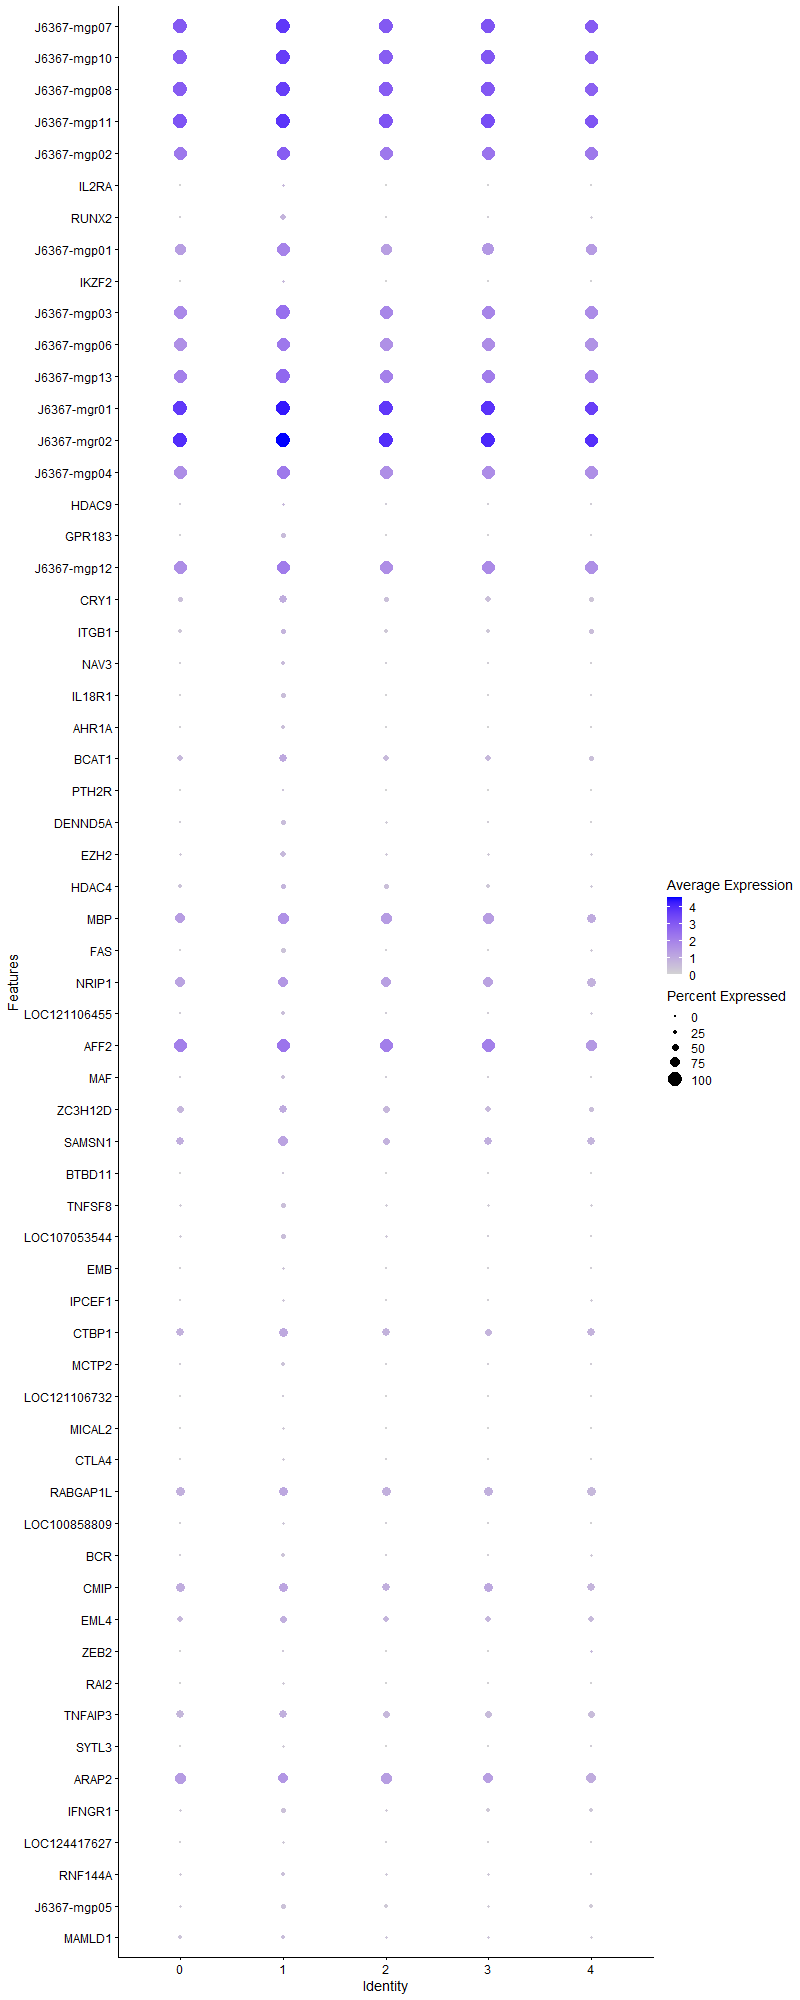 J6367-mgp07
J6367-mgp10
J6367-mgp08
J6367-mgp11
J6367-mgp02
IL2RA
RUNX2
J6367-mgp01
IKZF2
J6367-mgp03
J6367-mgp06
J6367-mgp13
J6367-mgr01
J6367-mgr02
J6367-mgp04
HDAC9
GPR183
J6367-mgp12
CRY1
ITGB1
NAV3
IL18R1
AHR1A
BCAT1
PTH2R
DENND5A
EZH2
HDAC4
MBP
FAS
NRIP1
LOC121106455
AFF2
MAF
ZC3H12D
SAMSN1
BTBD11
TNFSF8
LOC107053544
EMB
IPCEF1
CTBP1
MCTP2
LOC121106732
MICAL2
CTLA4
RABGAP1L
LOC100858809
BCR
CMIP
EML4
ZEB2
RAI2
TNFAIP3
SYTL3
ARAP2
IFNGR1
LOC124417627
RNF144A
J6367-mgp05
MAMLD1
Features
0 1 2 3 4
Identity
Average Expression
4
3
2
1
0
Percent Expressed
0
25
50
75
100